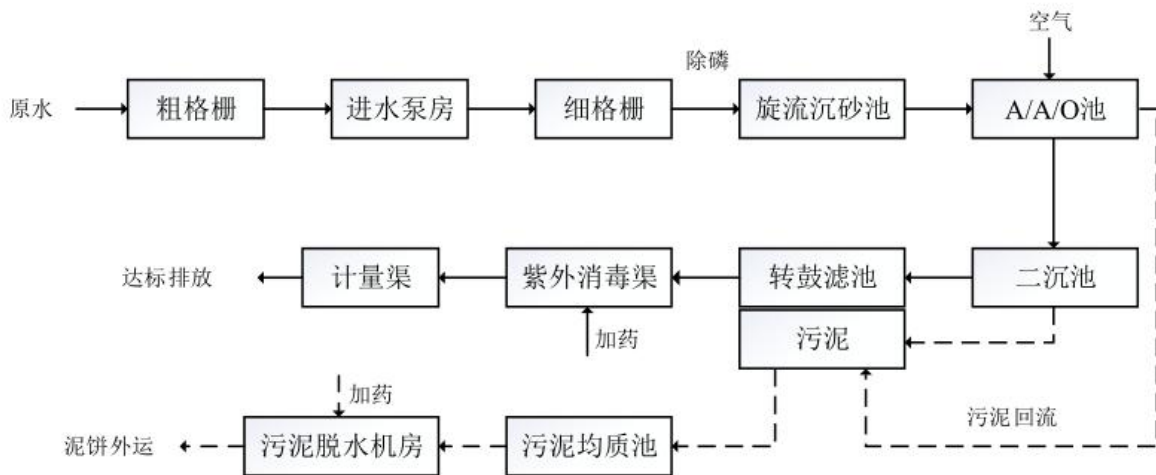 空气
除磷
原水
粗格栅
进水泵房
细格栅
旋流沉砂池
A/A/O池
达标排放
计量渠
紫外消毒渠
转鼓滤池
二沉池
污泥
加药
加药
污泥回流
泥饼外运
污泥脱水机房
污泥均质池